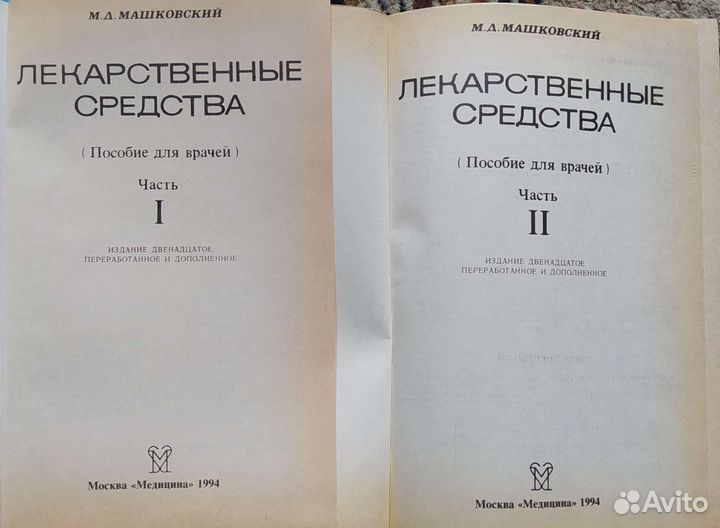 М.Д.МАШКОВСКИЙ
ЛЕКАРСТВЕННЫЕ
СРЕДСТВА
( Пособие для врачей )
Часть
I
ИЗДАНИЕ ДВЕНАДЦАТОЕ,
ПЕРЕРАБОТАННОЕ И ДОПОЛНЕННОЕ
Москва «Медицина» 1994
М.Д.МАШКОВСКИЙ
ЛЕКАРСТВЕННЫЕ
СРЕДСТВА
( Пособие для врачей )
Часть
II
ИЗДАНИЕ ДВЕНАДЦАТОЕ,
ПЕРЕРАБОТАННОЕ И ДОПОЛНЕННОЕ
Москва «Медицина» 1994
Avito